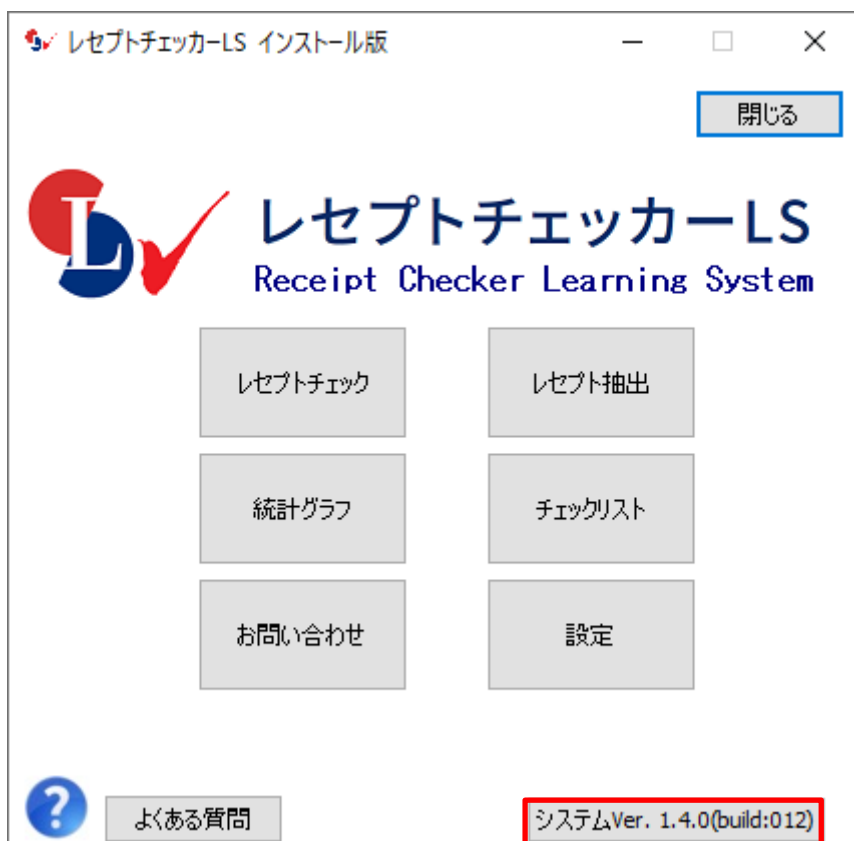 レセプトチェッカーLS インストール版
閉じる
L
レセプトチェッカーLS
Receipt Checker Learning System
レセプトチェック
レセプト抽出
統計グラフ
チェックリスト
お問い合わせ
設定
?
よくある質問
システムVer. 1.4.0(build:012)